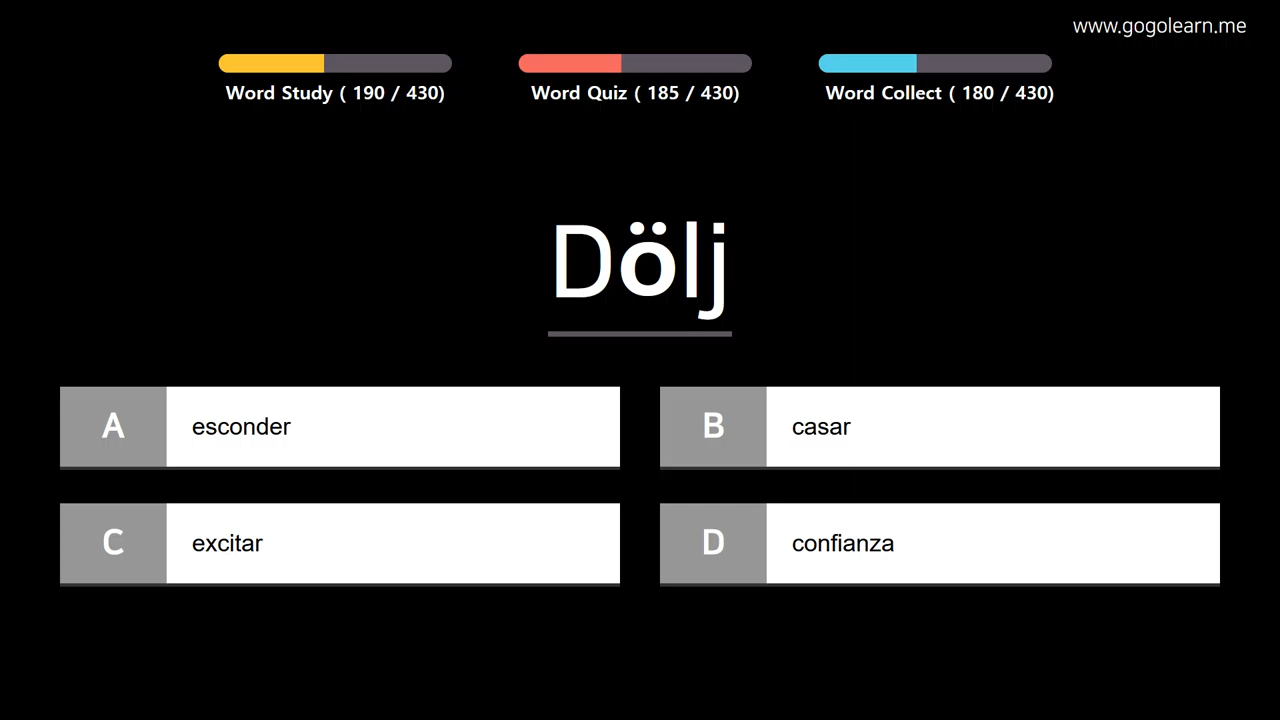 www.gogolearn.me
Word Study ( 190 / 430)
Word Quiz ( 185 / 430)
Word Collect ( 180 / 430)
Dölj
A esconder
B casar
C excitar
D confianza